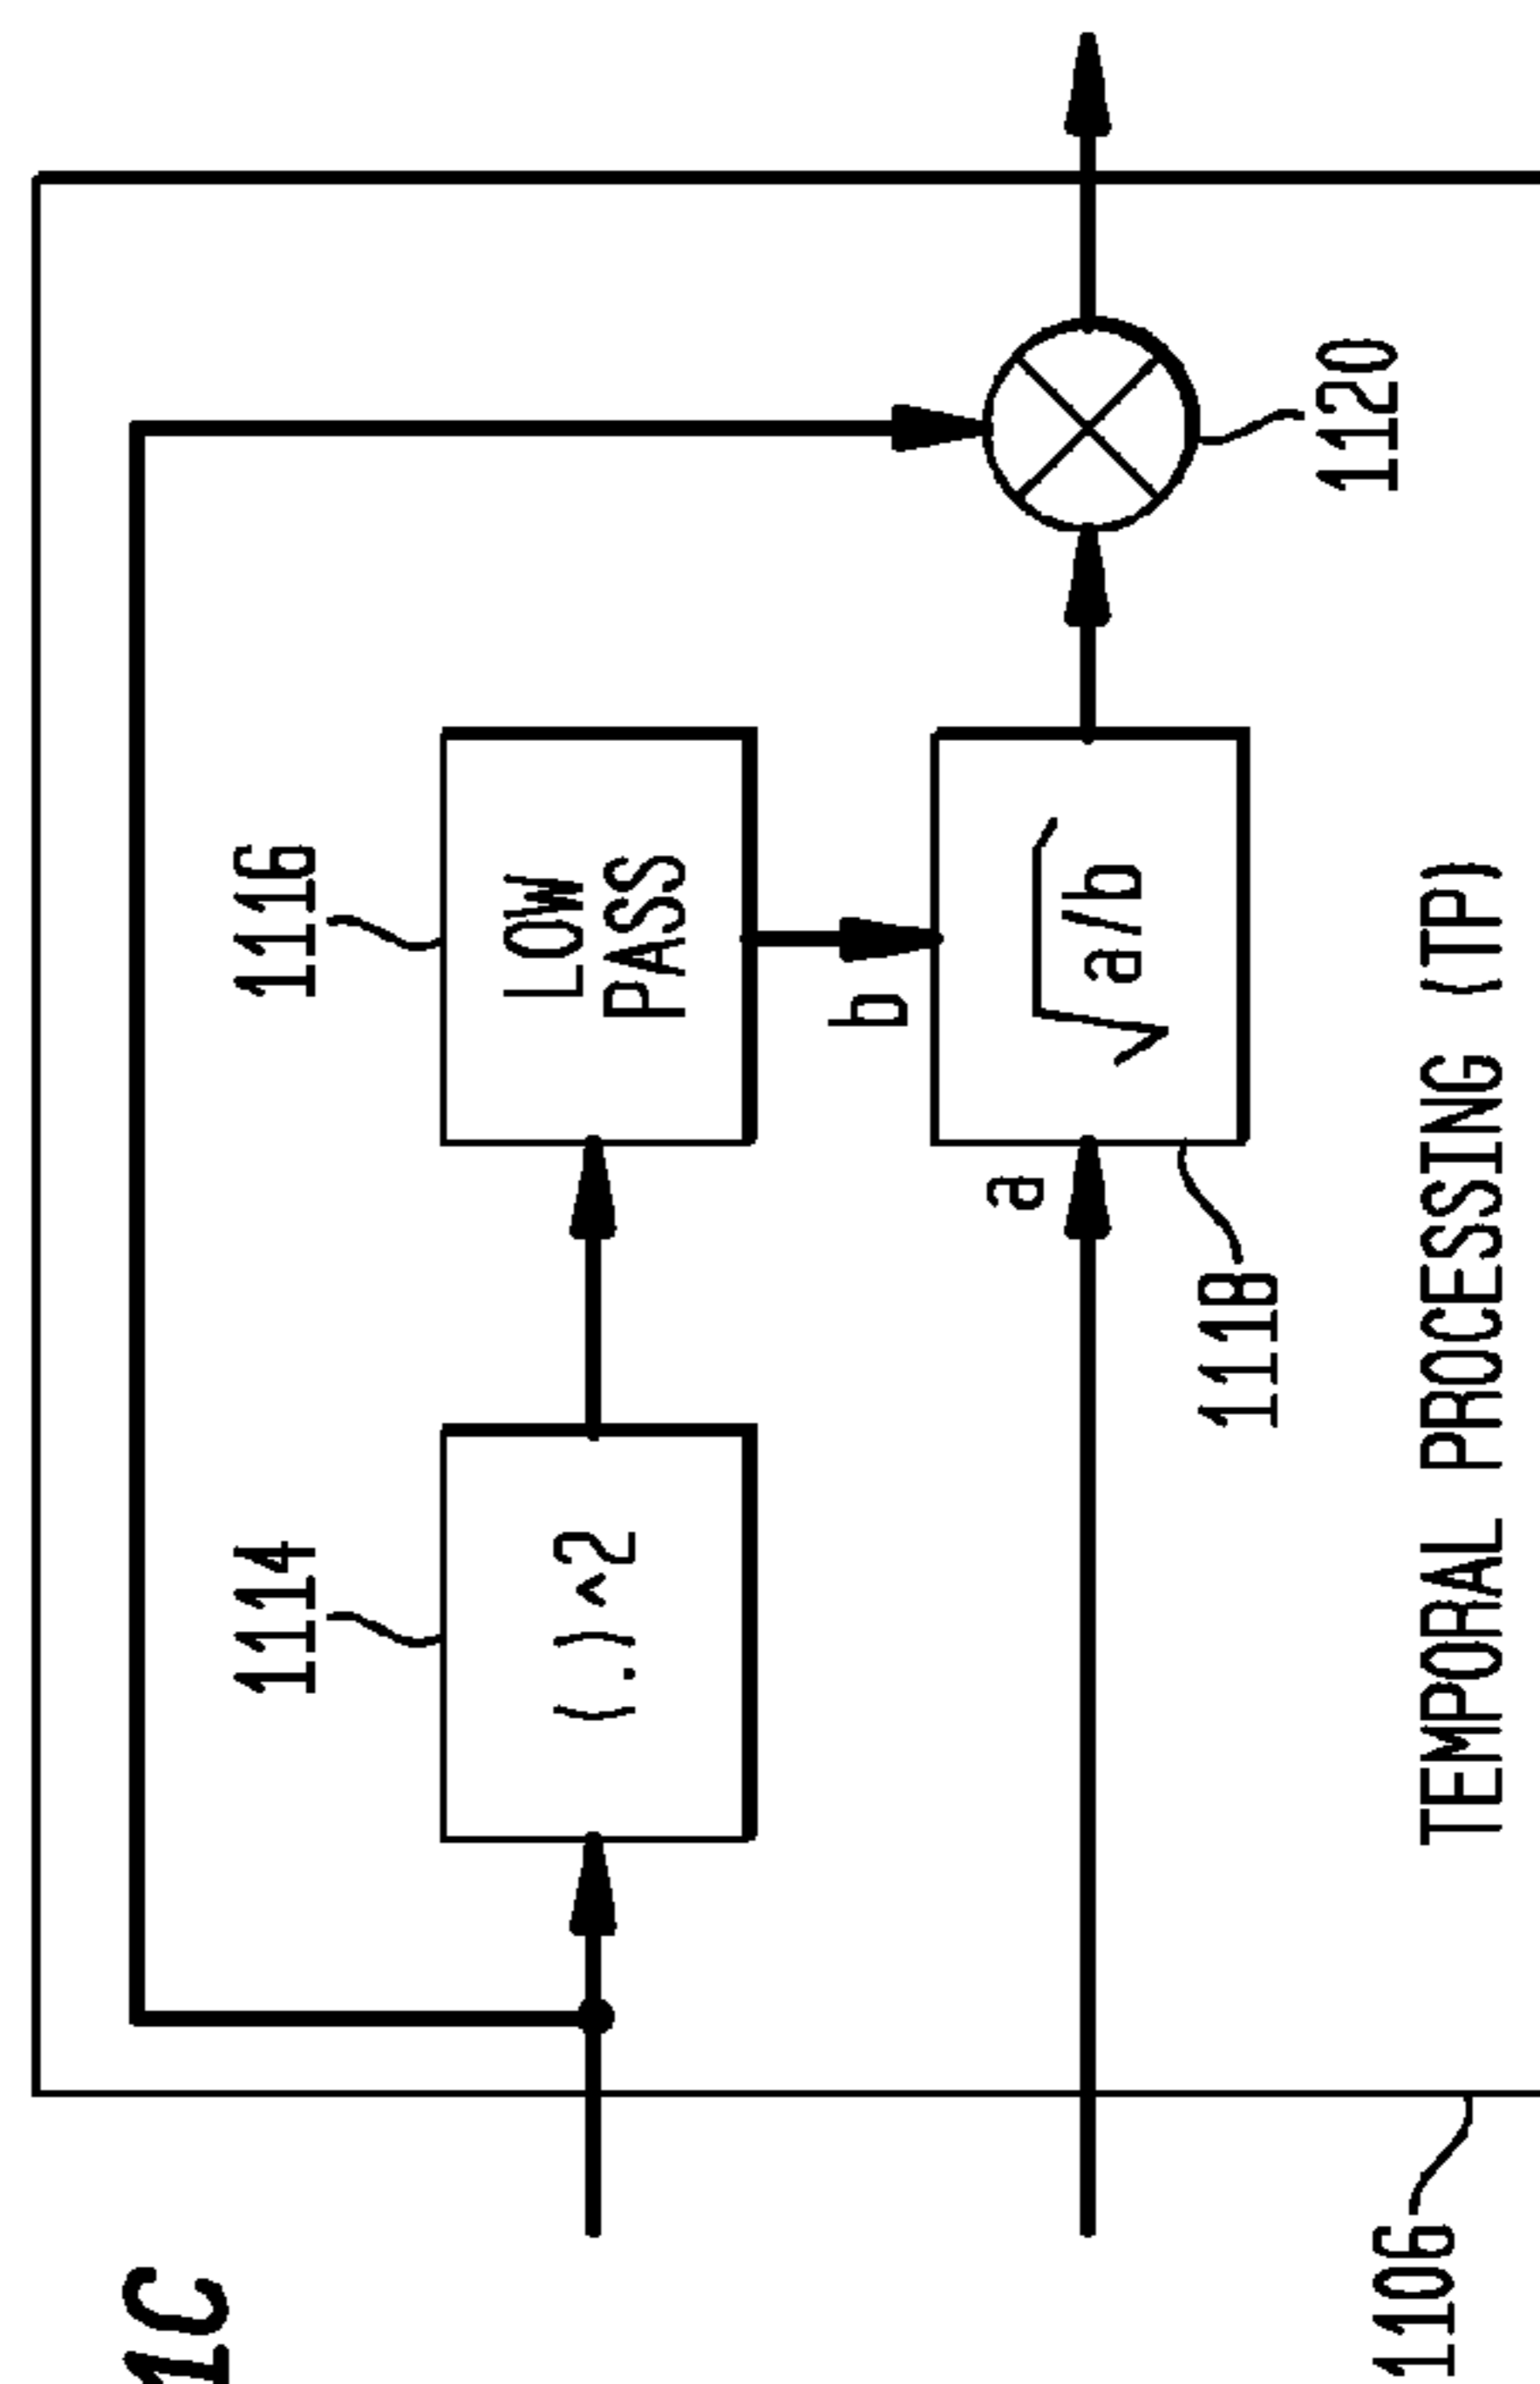 1C
1114
1116
(.)^2
LOW
PASS
b
a
√a/b
1118
1120
TEMPORAL PROCESSING (TP)
1106